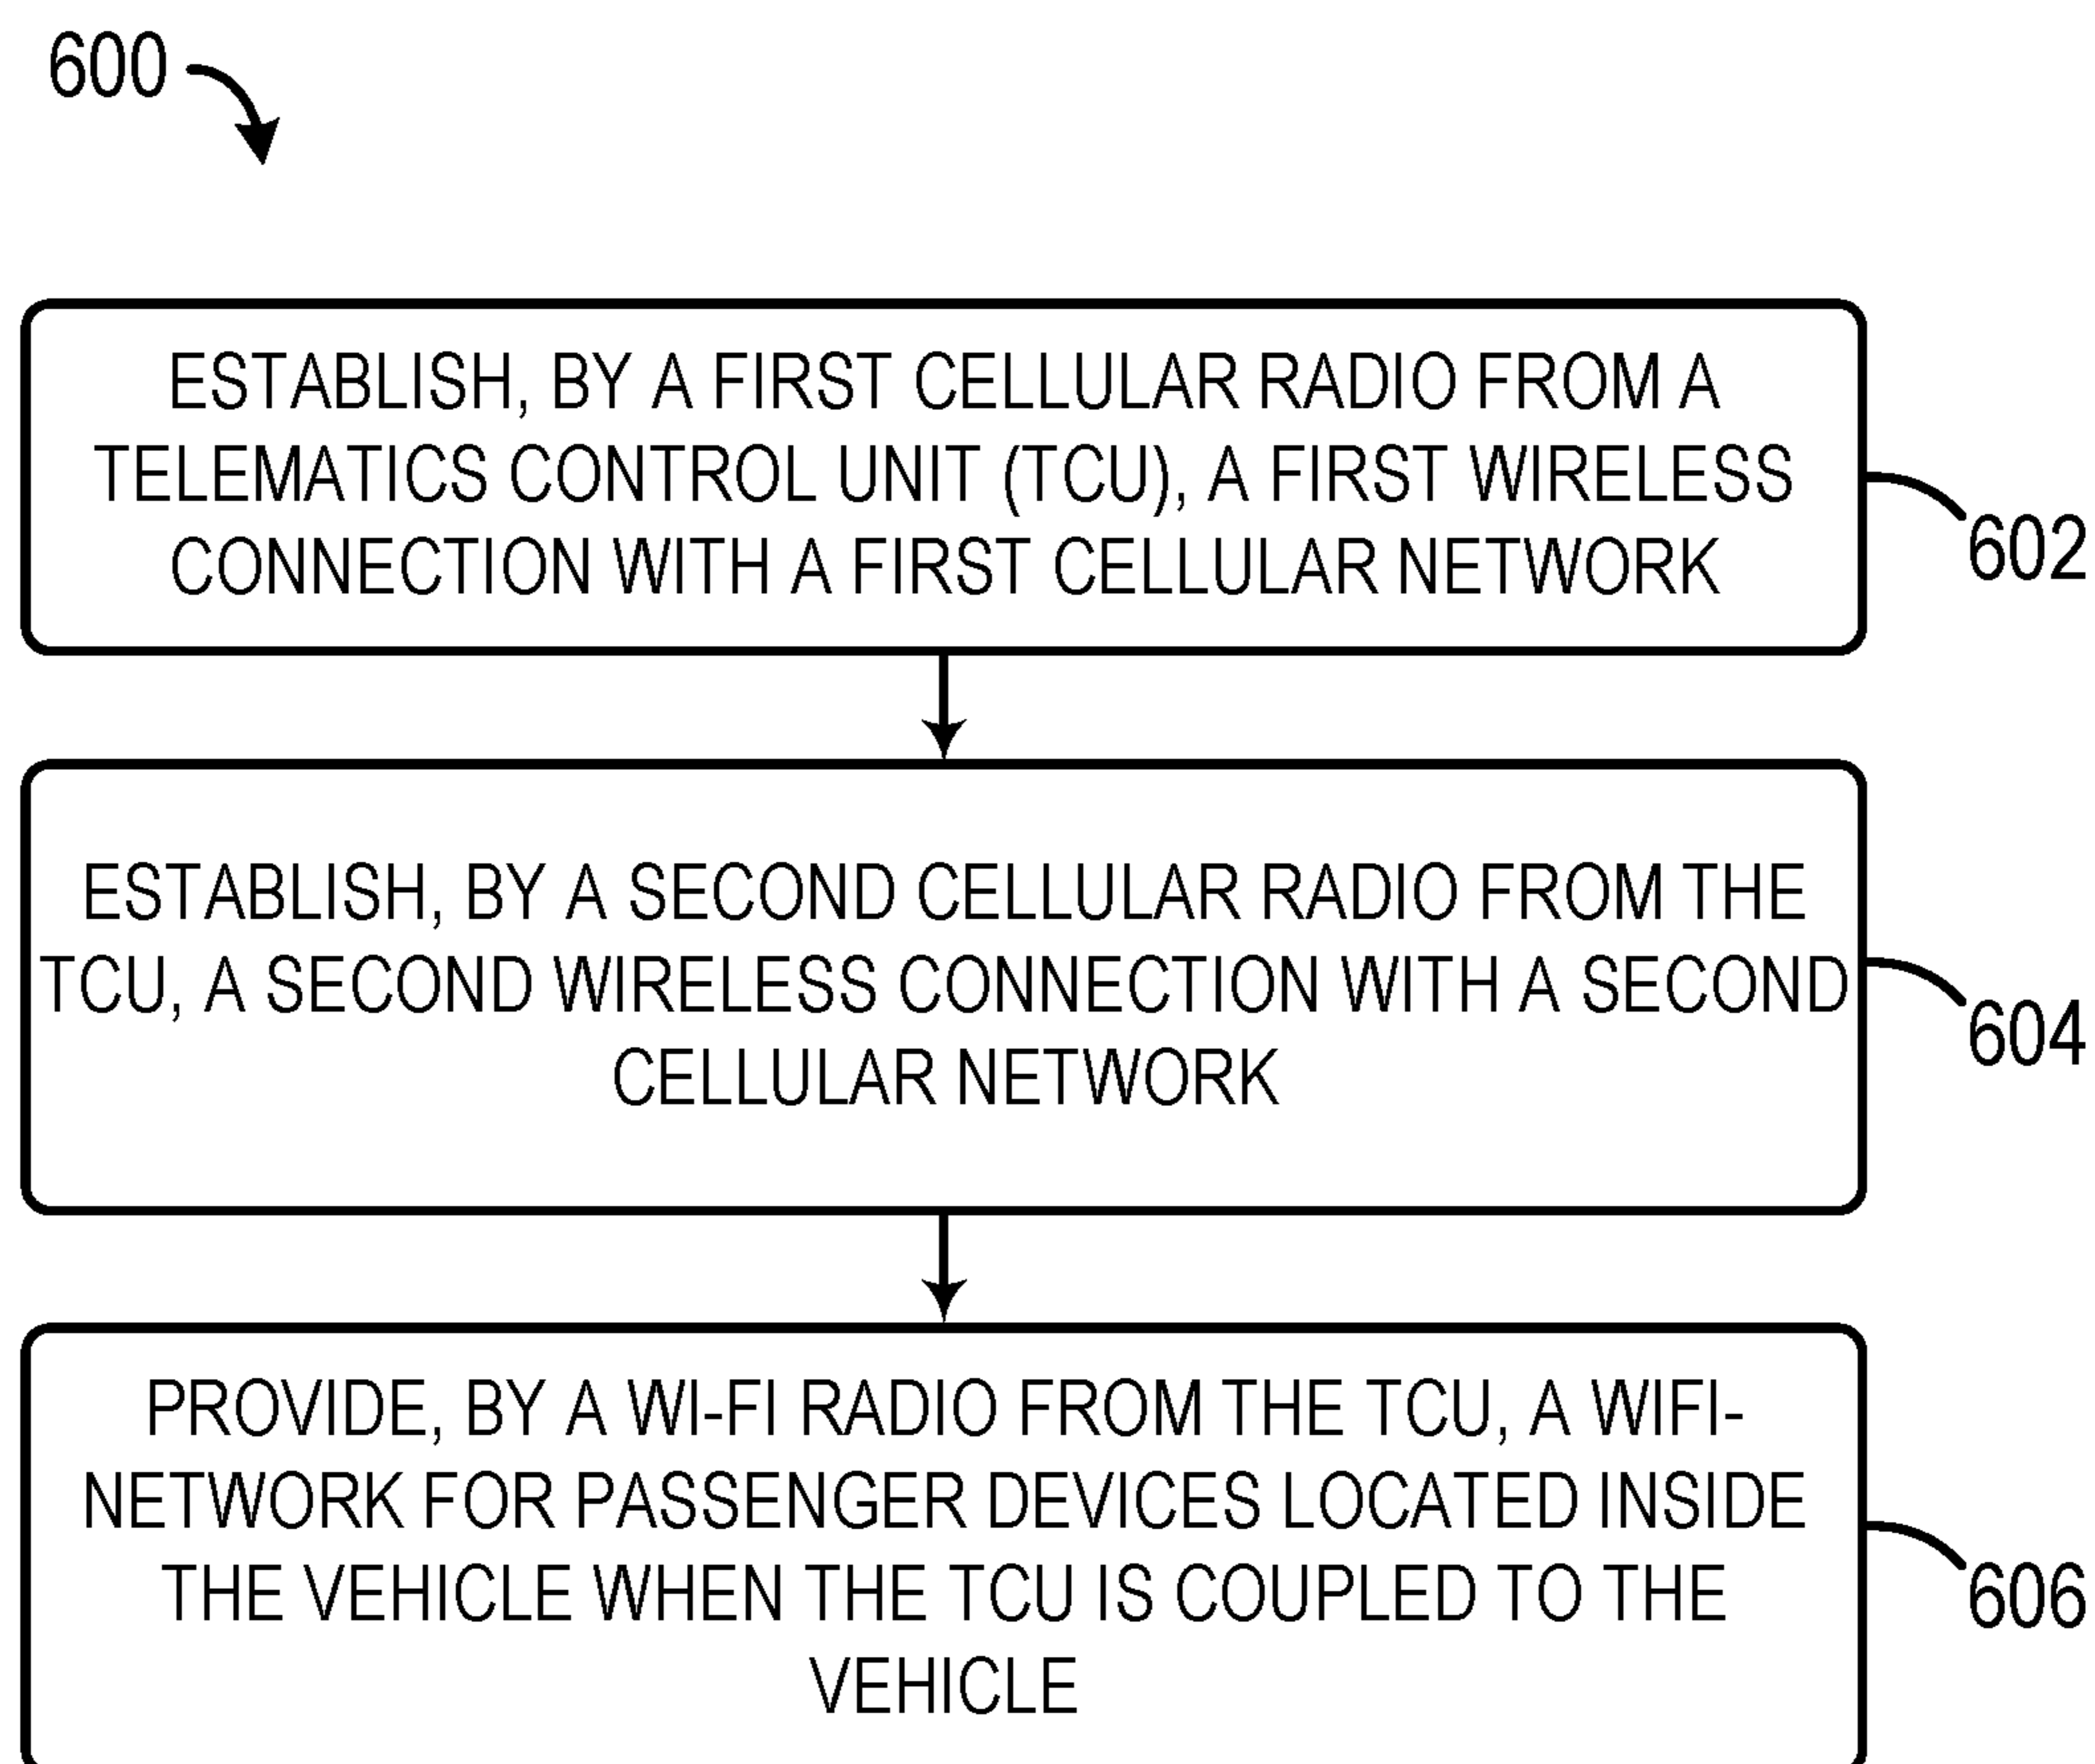 600
ESTABLISH, BY A FIRST CELLULAR RADIO FROM A
TELEMATICS CONTROL UNIT (TCU), A FIRST WIRELESS
CONNECTION WITH A FIRST CELLULAR NETWORK
602
ESTABLISH, BY A SECOND CELLULAR RADIO FROM THE
TCU, A SECOND WIRELESS CONNECTION WITH A SECOND
CELLULAR NETWORK
604
PROVIDE, BY A WI-FI RADIO FROM THE TCU, A WIFI-
NETWORK FOR PASSENGER DEVICES LOCATED INSIDE
THE VEHICLE WHEN THE TCU IS COUPLED TO THE
VEHICLE
606